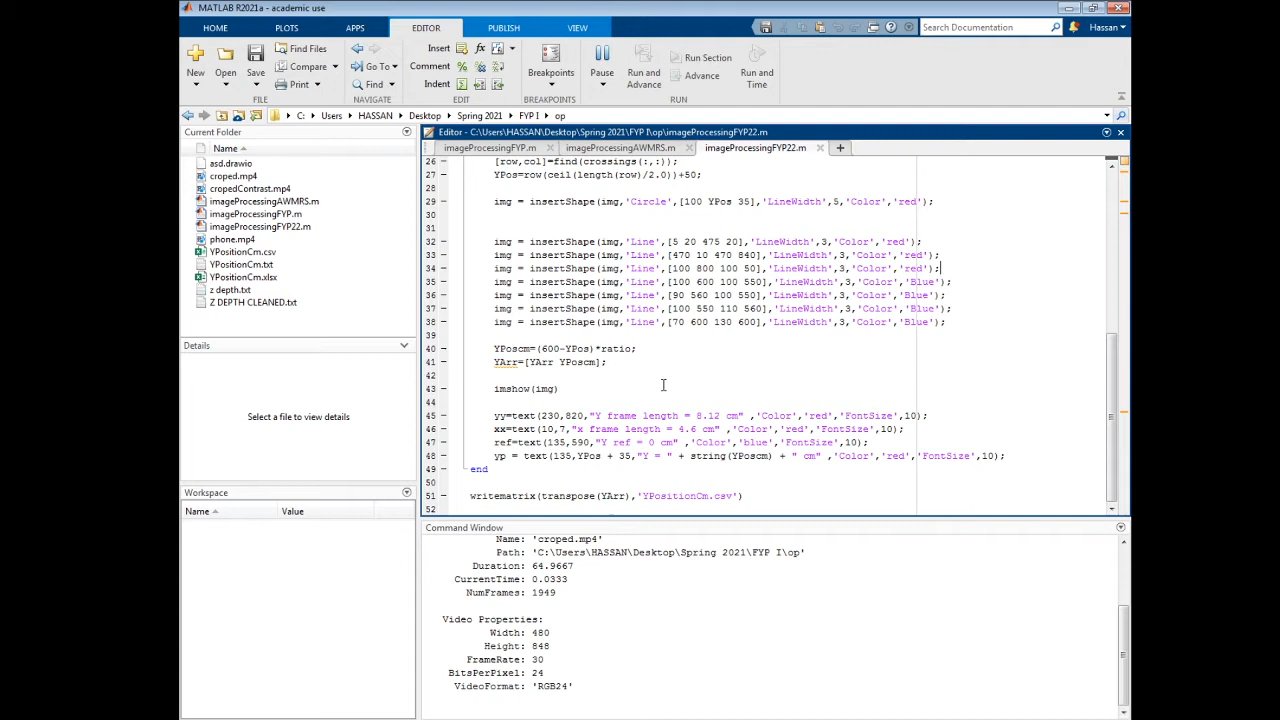 MATLAB R2021a - academic use
HOME PLOTS APPS EDITOR PUBLISH VIEW
Search Documentation
Hassan
New Open Save
Find Files
Compare
Print
Go To
Find
Insert
fx
Comment
%
Indent
Breakpoints
Pause
Run and Advance
Run Section
Advance
Run and Time
FILE NAVIGATE EDIT BREAKPOINTS RUN
C: Users HASSAN Desktop Spring 2021 FYP I op
Current Folder
Name
asd.drawio
croped.mp4
cropedContrast.mp4
imageProcessingAWMRS.m
imageProcessingFYP.m
imageProcessingFYP22.m
phone.mp4
YPositionCm.csv
YPositionCm.txt
YPositionCm.xlsx
z depth.txt
Z DEPTH CLEANED.txt
Details
Select a file to view details
Workspace
Name Value
Editor - C:\Users\HASSAN\Desktop\Spring 2021\FYP I\op\imageProcessingFYP22.m
imageProcessingFYP.m imageProcessingAWMRS.m imageProcessingFYP22.m
26 [row,col]=find(crossings(:,:));
27 YPos=row(ceil(length(row)/2.0))+50;
28
29 img = insertShape(img,'Circle',[100 YPos 35],'LineWidth',5,'Color','red');
30
31
32 img = insertShape(img,'Line',[5 20 475 20],'LineWidth',3,'Color','red');
33 img = insertShape(img,'Line',[470 10 470 840],'LineWidth',3,'Color','red');
34 img = insertShape(img,'Line',[100 800 100 50],'LineWidth',3,'Color','red');
35 img = insertShape(img,'Line',[100 600 100 550],'LineWidth',3,'Color','Blue');
36 img = insertShape(img,'Line',[90 560 100 550],'LineWidth',3,'Color','Blue');
37 img = insertShape(img,'Line',[100 550 110 560],'LineWidth',3,'Color','Blue');
38 img = insertShape(img,'Line',[70 600 130 600],'LineWidth',3,'Color','Blue');
39
40 YPoscm=(600-YPos)*ratio;
41 YArr=[YArr YPoscm];
42
43 imshow(img)
44
45 yy=text(230,820,"Y frame length = 8.12 cm" ,'Color','red','FontSize',10);
46 xx=text(10,7,"x frame length = 4.6 cm" ,'Color','red','FontSize',10);
47 ref=text(135,590,"Y ref = 0 cm" ,'Color','blue','FontSize',10);
48 yp = text(135,YPos + 35,"Y = " + string(YPoscm) + " cm" ,'Color','red','FontSize',10);
49 end
50
51 writematrix(transpose(YArr),'YPositionCm.csv')
52
Command Window
Name: 'croped.mp4'
Path: 'C:\Users\HASSAN\Desktop\Spring 2021\FYP I\op'
Duration: 64.9667
CurrentTime: 0.0333
NumFrames: 1949
Video Properties:
Width: 480
Height: 848
FrameRate: 30
BitsPerPixel: 24
VideoFormat: 'RGB24'